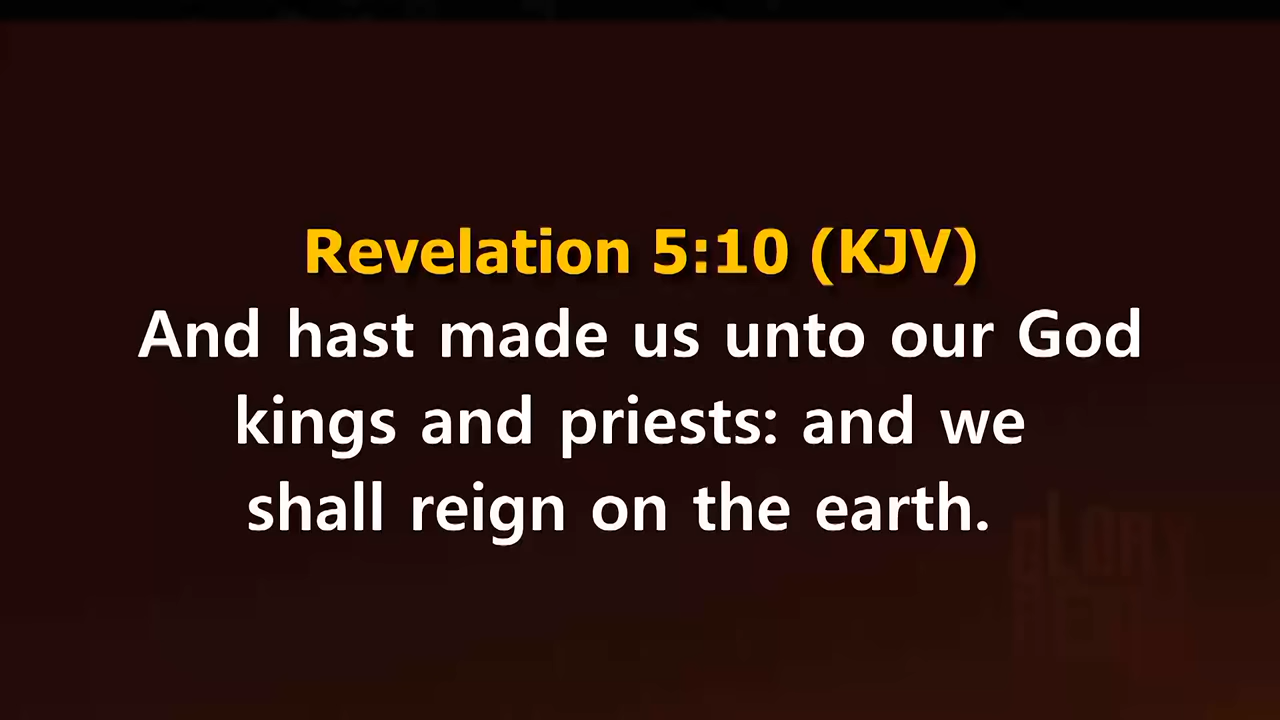 Revelation 5:10 (KJV)
And hast made us unto our God
kings and priests: and we
shall reign on the earth.